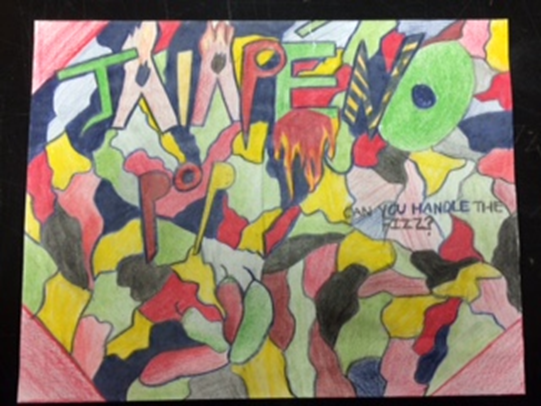 JALAPEÑO
POP
CAN YOU HANDLE THE
FIZZ?